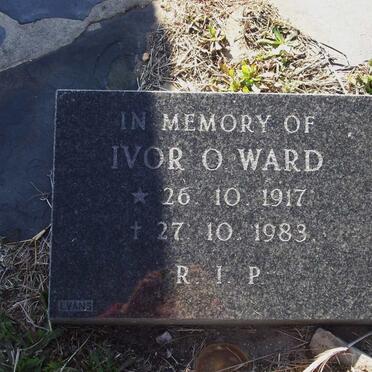 IN MEMORY OF
IVOR O. WARD
★ 26. 10. 1917
† 27. 10. 1983.
R. I. P.
EVANS